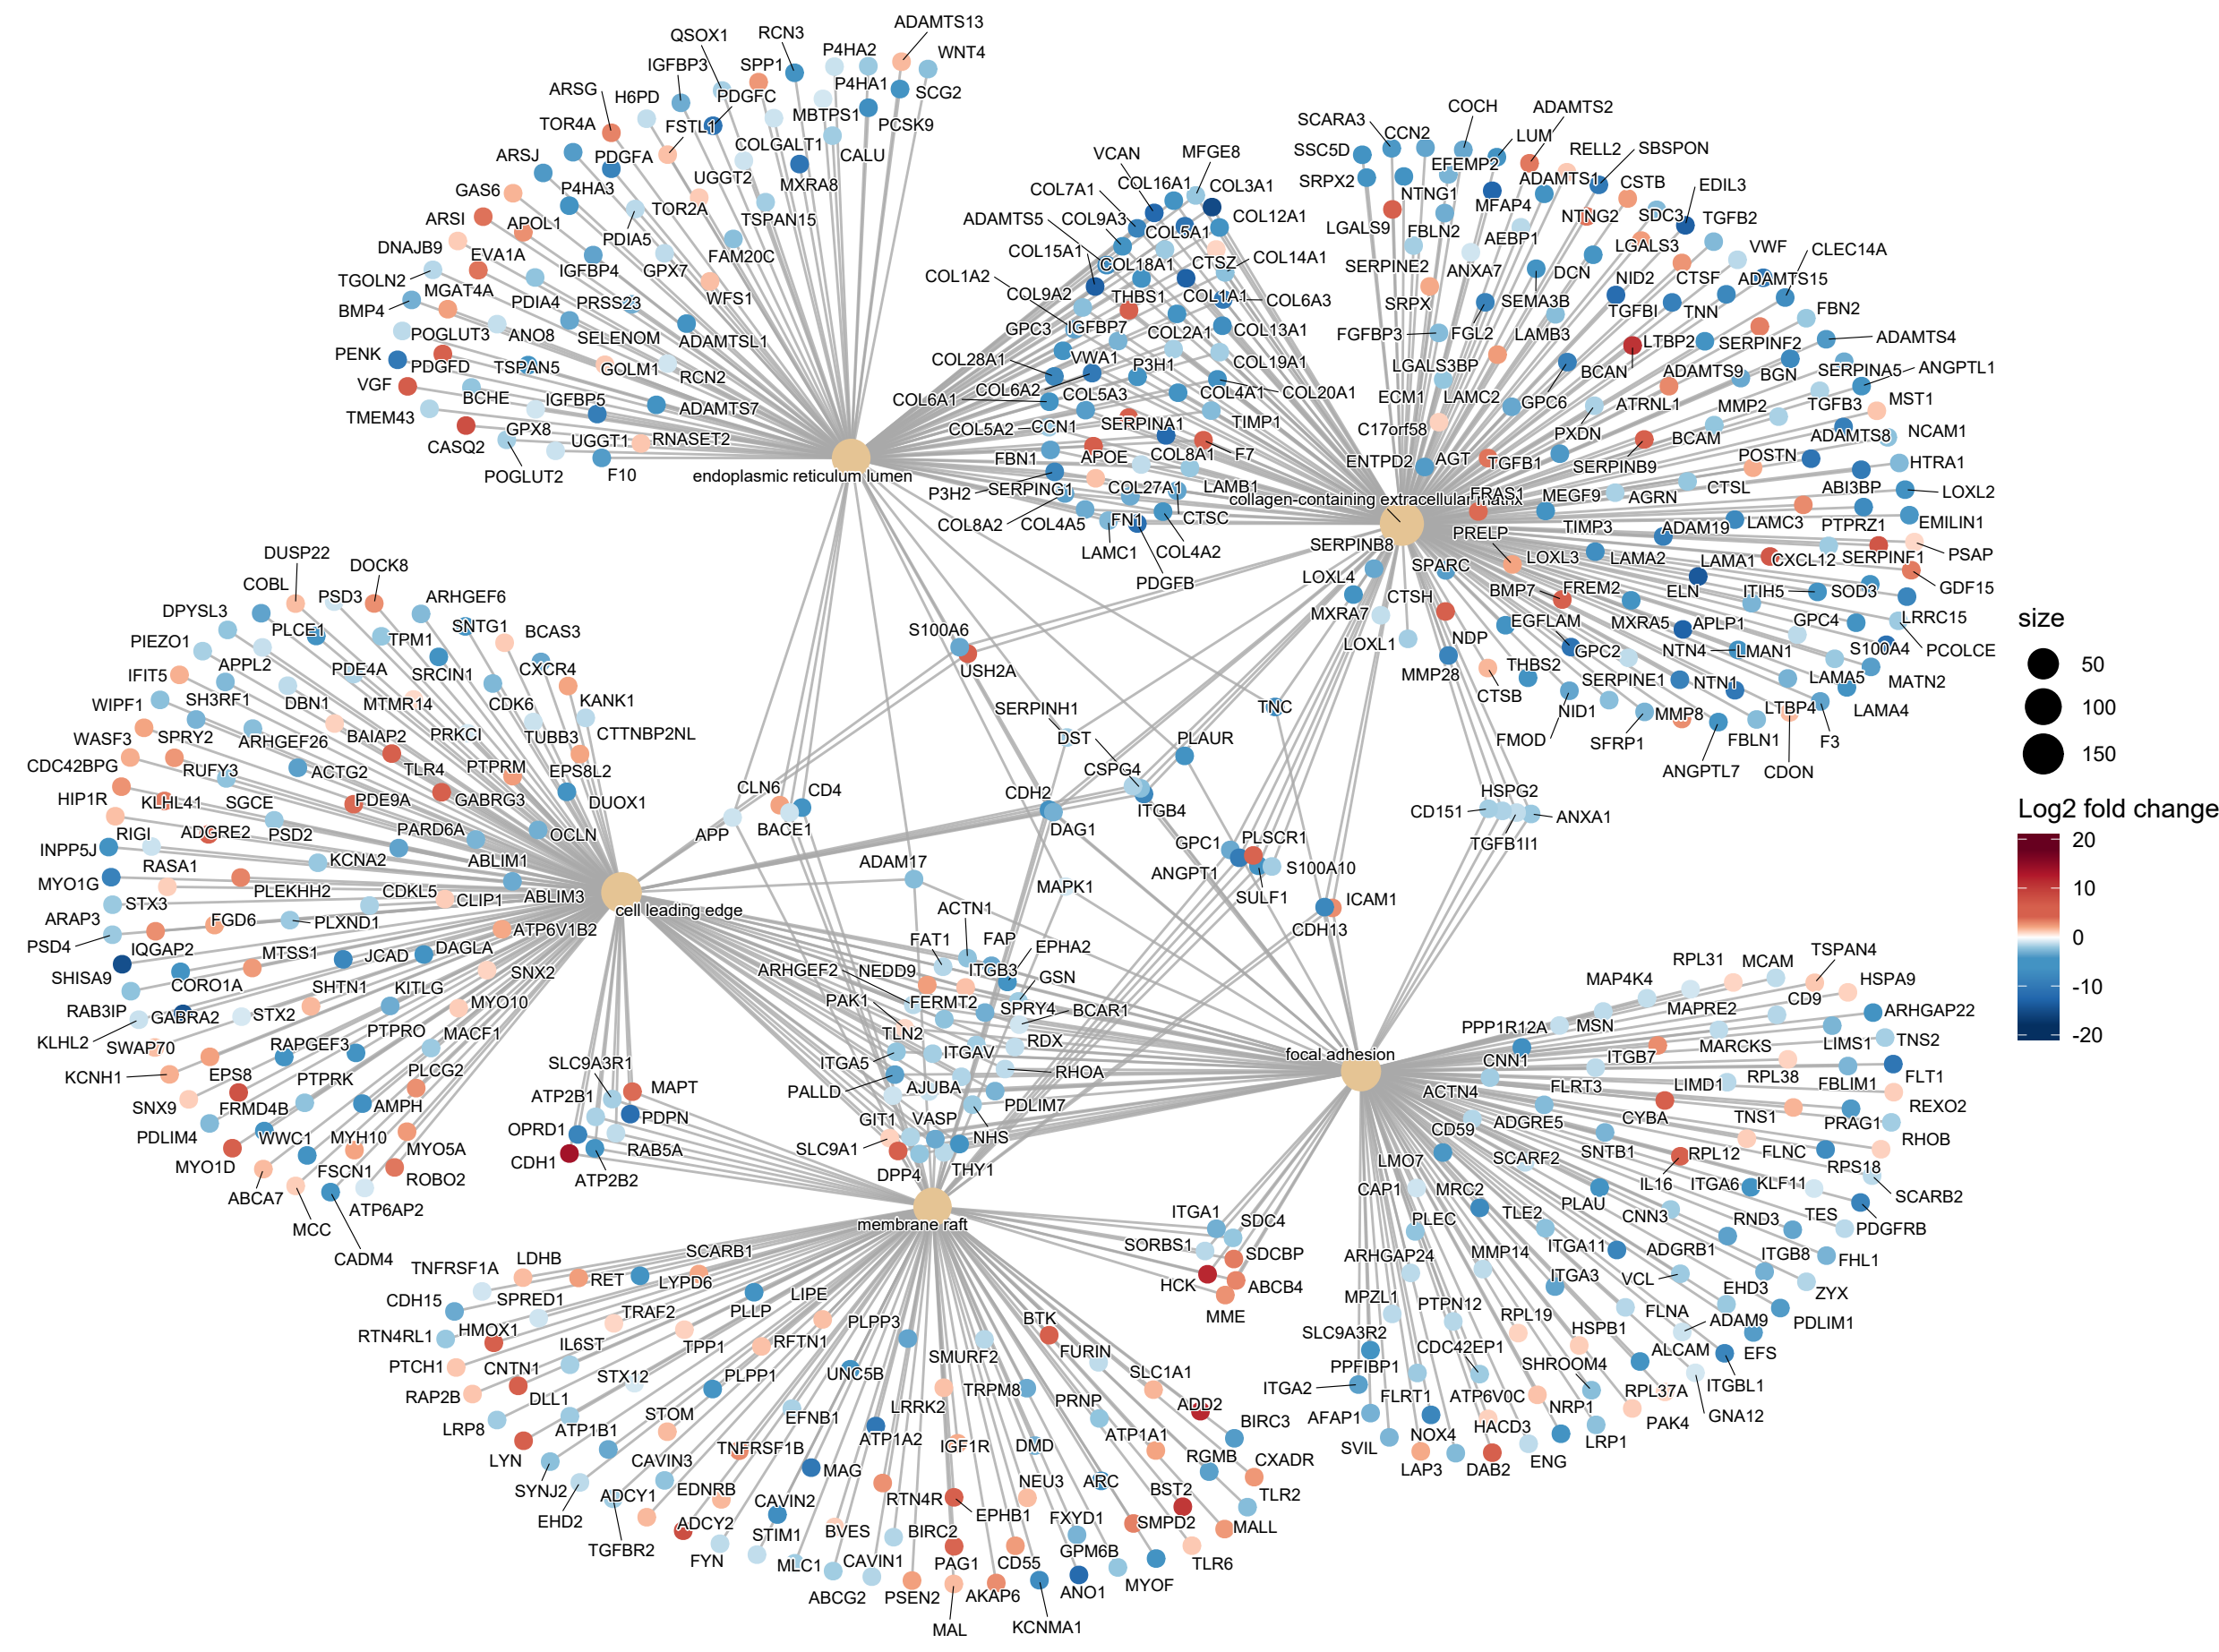 ADAMTS13
RCN3
QSOX1
P4HA2
WNT4
IGFBP3
SPP1
P4HA1
ARSG
H6PD
PDGFC
SCG2
MBTPS1
TOR4A
FSTL1
PCSK9
COLGALT1
CALU
ARSJ
PDGFA
UGGT2
MXRA8
GAS6
P4HA3
TOR2A
TSPAN15
ARSI
APOL1
PDIA5
DNAJB9
EVA1A
FAM20C
TGOLN2
IGFBP4
GPX7
MGAT4A
PDIA4
PRSS23
WFS1
BMP4
POGLUT3
ANO8
SELENOM
ADAMTSL1
PENK
PDGFD
TSPAN5
GOLM1
RCN2
VGF
BCHE
IGFBP5
ADAMTS7
TMEM43
GPX8
UGGT1
RNASET2
CASQ2
POGLUT2
F10
endoplasmic reticulum lumen
VCAN
MFGE8
COL7A1
COL16A1
COL3A1
ADAMTS5
COL9A3
COL12A1
COL5A1
COL15A1
COL18A1
CTSZ
COL14A1
COL1A2
COL9A2
THBS1
COL1A1
COL6A3
GPC3
IGFBP7
COL2A1
COL13A1
COL28A1
VWA1
P3H1
COL19A1
COL6A2
COL6A1
COL5A3
COL4A1
COL20A1
COL5A2
CCN1
SERPINA1
TIMP1
FBN1
APOE
COL8A1
F7
P3H2
SERPING1
COL27A1
LAMB1
COL8A2
COL4A5
FN1
CTSC
LAMC1
COL4A2
PDGFB
collagen-containing extracellular matrix
COCH
ADAMTS2
SCARA3
CCN2
LUM
SSC5D
EFEMP2
RELL2
SBSPON
SRPX2
ADAMTS1
CSTB
EDIL3
NTNG1
MFAP4
NTNG2
SDC3
TGFB2
LGALS9
FBLN2
AEBP1
LGALS3
VWF
CLEC14A
SERPINE2
ANXA7
DCN
NID2
CTSF
ADAMTS15
SRPX
SEMA3B
TGFBI
TNN
FBN2
FGFBP3
FGL2
LAMB3
LTBP2
SERPINF2
ADAMTS4
LGALS3BP
BCAN
ADAMTS9
BGN
SERPINA5
ANGPTL1
ECM1
LAMC2
GPC6
ATRNL1
MMP2
TGFB3
MST1
C17orf58
PXDN
BCAM
ADAMTS8
NCAM1
ENTPD2
AGT
TGFB1
SERPINB9
POSTN
HTRA1
FRAS1
MEGF9
AGRN
CTSL
ABI3BP
LOXL2
SERPINB8
PRELP
TIMP3
ADAM19
LAMC3
PTPRZ1
EMILIN1
LOXL4
SPARC
LOXL3
LAMA2
LAMA1
CXCL12
SERPINF1
PSAP
MXRA7
CTSH
BMP7
FREM2
ELN
ITIH5
SOD3
GDF15
LOXL1
NDP
EGFLAM
MXRA5
APLP1
GPC4
LRRC15
MMP28
THBS2
GPC2
NTN4
LMAN1
S100A4
PCOLCE
CTSB
SERPINE1
NTN1
LAMA5
MATN2
NID1
MMP8
LTBP4
LAMA4
FMOD
SFRP1
FBLN1
F3
ANGPTL7
CDON
size
50
100
150
Log2 fold change
20
10
0
-10
-20
DUSP22
DOCK8
COBL
PSD3
ARHGEF6
DPYSL3
PLCE1
TPM1
SNTG1
BCAS3
PIEZO1
APPL2
PDE4A
SRCIN1
CXCR4
IFIT5
SH3RF1
DBN1
MTMR14
CDK6
KANK1
WIPF1
SPRY2
ARHGEF26
BAIAP2
PRKCI
TUBB3
CTTNBP2NL
WASF3
RUFY3
ACTG2
TLR4
PTPRM
EPS8L2
CDC42BPG
HIP1R
KLHL41
SGCE
PDE9A
GABRG3
DUOX1
RIGI
ADGRE2
PSD2
PARD6A
OCLN
INPP5J
RASA1
KCNA2
ABLIM1
MYO1G
PLEKHH2
CDKL5
CLIP1
ABLIM3
STX3
ARAP3
FGD6
PLXND1
ATP6V1B2
cell leading edge
PSD4
IQGAP2
MTSS1
JCAD
DAGLA
SHISA9
CORO1A
SHTN1
KITLG
SNX2
RAB3IP
GABRA2
STX2
MYO10
KLHL2
SWAP70
RAPGEF3
PTPRO
MACF1
KCNH1
EPS8
PTPRK
PLCG2
SNX9
FRMD4B
AMPH
PDLIM4
WWC1
MYH10
MYO5A
MYO1D
FSCN1
ROBO2
ABCA7
MCC
ATP6AP2
CADM4
S100A6
USH2A
SERPINH1
TNC
DST
PLAUR
CSPG4
CDH2
ITGB4
DAG1
CLN6
CD4
APP
BACE1
HSPG2
CD151
ANXA1
TGFB1I1
GPC1
PLSCR1
ANGPT1
S100A10
SULF1
ICAM1
CDH13
ADAM17
MAPK1
ACTN1
FAT1
FAP
EPHA2
ARHGEF2
NEDD9
ITGB3
GSN
PAK1
FERMT2
SPRY4
BCAR1
TLN2
RDX
ITGA5
ITGAV
RHOA
PALLD
AJUBA
PDLIM7
GIT1
VASP
NHS
SLC9A1
DPP4
THY1
SLC9A3R1
MAPT
ATP2B1
PDPN
OPRD1
RAB5A
CDH1
ATP2B2
membrane raft
focal adhesion
TSPAN4
RPL31
MCAM
MAP4K4
HSPA9
MAPRE2
CD9
ARHGAP22
PPP1R12A
MSN
MARCKS
LIMS1
TNS2
CNN1
ITGB7
RPL38
FBLIM1
FLT1
ACTN4
FLRT3
LIMD1
REXO2
CYBA
TNS1
PRAG1
CD59
ADGRE5
RHOB
LMO7
SCARF2
SNTB1
RPL12
FLNC
RPS18
CAP1
MRC2
IL16
ITGA6
KLF11
SCARB2
PLEC
TLE2
PLAU
CNN3
RND3
TES
PDGFRB
ARHGAP24
MMP14
ITGA11
ADGRB1
ITGB8
FHL1
ITGA3
VCL
EHD3
ZYX
MPZL1
PTPN12
RPL19
FLNA
ADAM9
PDLIM1
SLC9A3R2
CDC42EP1
HSPB1
ALCAM
EFS
PPFIBP1
SHROOM4
ITGBL1
ITGA2
FLRT1
ATP6V0C
RPL37A
GNA12
AFAP1
NRP1
PAK4
SVIL
NOX4
HACD3
LRP1
LAP3
DAB2
ENG
ITGA1
SDC4
SORBS1
SDCBP
HCK
ABCB4
MME
SCARB1
TNFRSF1A
LDHB
RET
LYPD6
CDH15
SPRED1
TRAF2
PLLP
LIPE
RTN4RL1
HMOX1
IL6ST
TPP1
RFTN1
PLPP3
PTCH1
CNTN1
STX12
PLPP1
UNC5B
SMURF2
BTK
FURIN
RAP2B
DLL1
TRPM8
SLC1A1
LRP8
ATP1B1
STOM
EFNB1
LRRK2
PRNP
ADD2
LYN
CAVIN3
TNFRSF1B
ATP1A2
IGF1R
DMD
ATP1A1
BIRC3
SYNJ2
ADCY1
EDNRB
MAG
RTN4R
NEU3
ARC
RGMB
CXADR
EHD2
ADCY2
CAVIN2
EPHB1
BST2
TLR2
TGFBR2
FYN
STIM1
BVES
BIRC2
FXYD1
SMPD2
MALL
MLC1
CAVIN1
PAG1
CD55
GPM6B
TLR6
ABCG2
PSEN2
AKAP6
ANO1
MYOF
MAL
KCNMA1